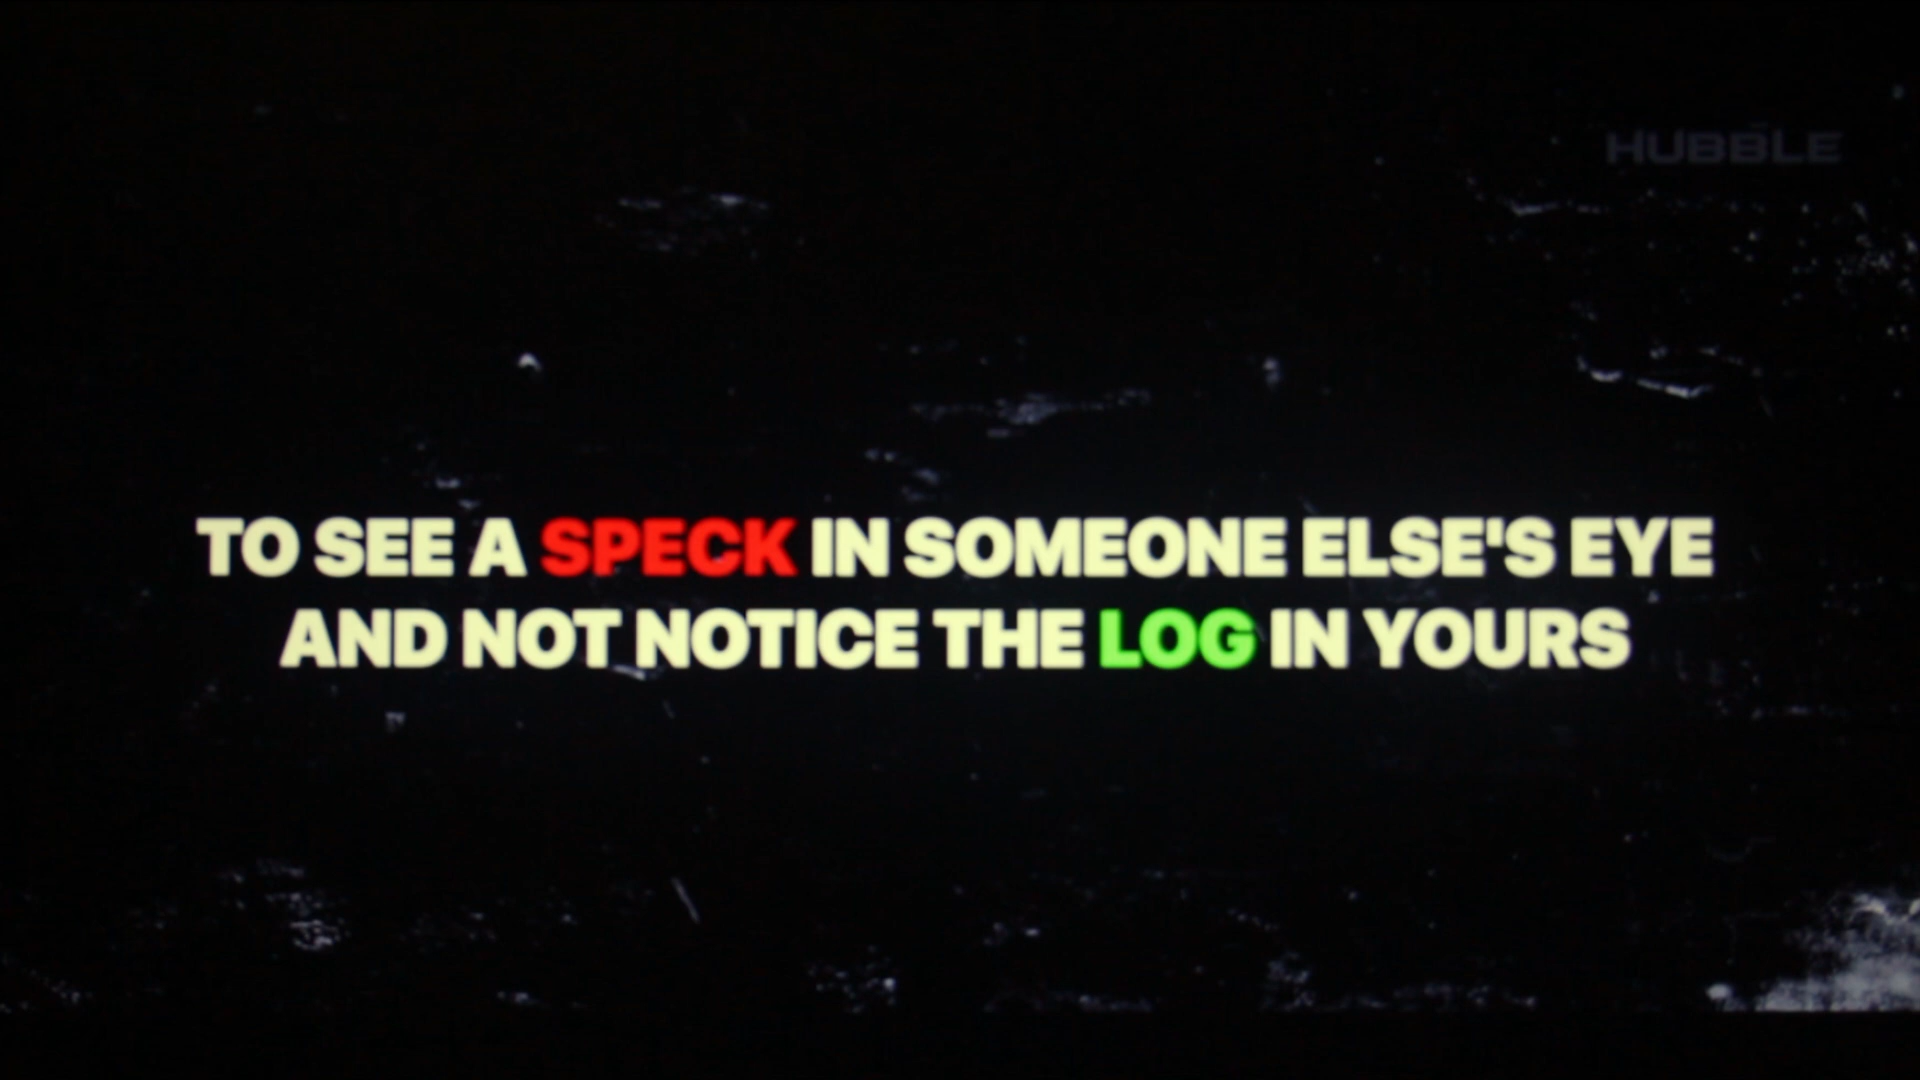 HUBBLE
TO SEE A SPECK IN SOMEONE ELSE'S EYE
AND NOT NOTICE THE LOG IN YOURS